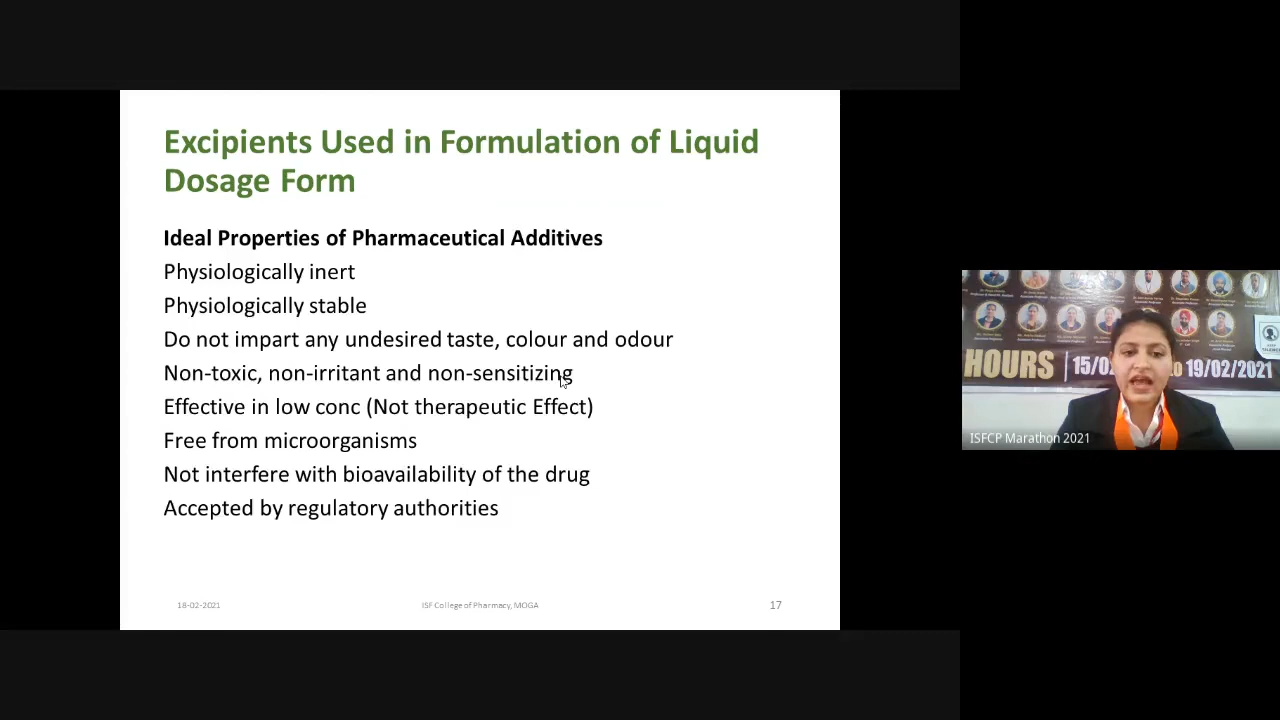 Excipients Used in Formulation of Liquid
Dosage Form
Ideal Properties of Pharmaceutical Additives
Physiologically inert
Physiologically stable
Do not impart any undesired taste, colour and odour
Non-toxic, non-irritant and non-sensitizing
Effective in low conc (Not therapeutic Effect)
Free from microorganisms
Not interfere with bioavailability of the drug
Accepted by regulatory authorities
18-02-2021
ISF College of Pharmacy, MOGA
17
HOURS
15/02
to 19/02/2021
ISFCP Marathon 2021